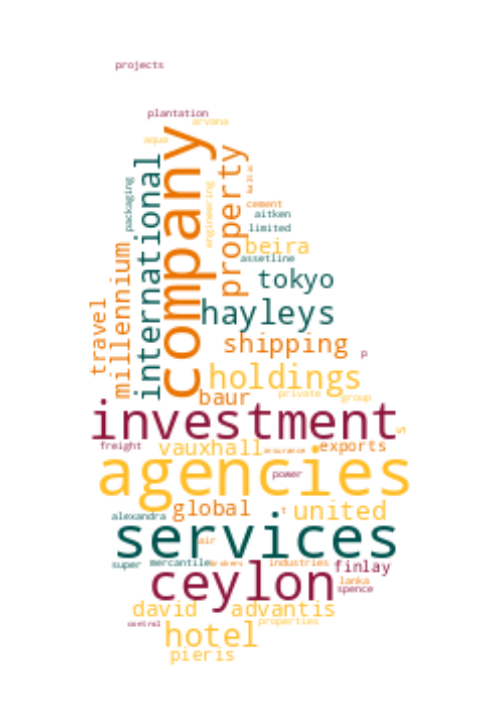 projects
plantation
arvana
aqua
company
international
property
packaging
engineering
cement
aitken
limited
beira
assetline
tokyo
millennium
travel
hayleys
shipping
p
holdings
baur
private
group
investment
freight
vauxhall
insurance
exports
agencies
power
alexandra
global
t
united
services
air
super
mercantile
brokers
industries
finlay
ceylon
lanka
spence
david
advantis
control
properties
hotel
pieris